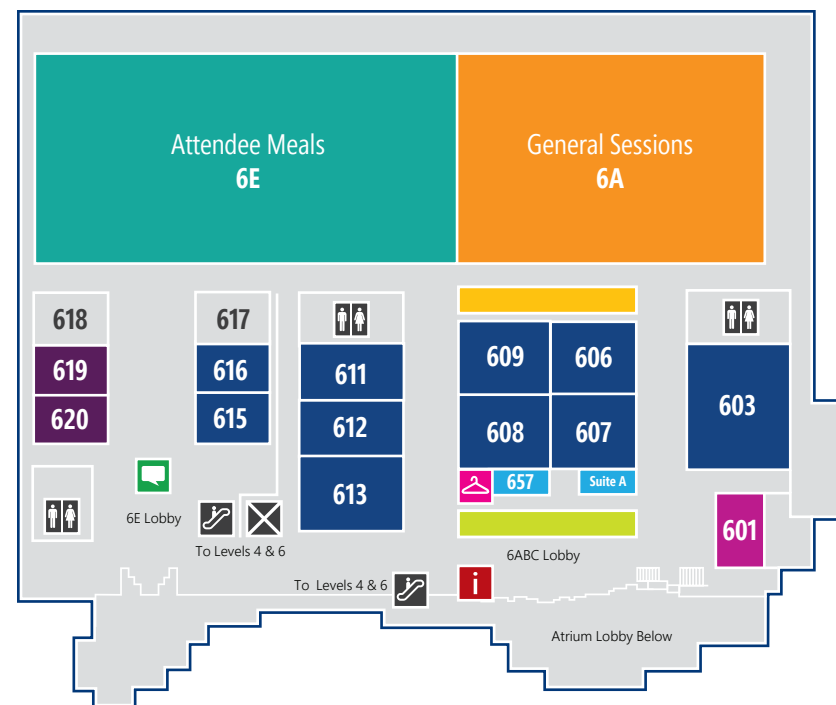 Attendee Meals
6E
General Sessions
6A
618
619
620
617
616
615
611
612
613
609
606
608
607
657
Suite A
603
601
6E Lobby
To Levels 4 & 6
To Levels 4 & 6
i
6ABC Lobby
Atrium Lobby Below